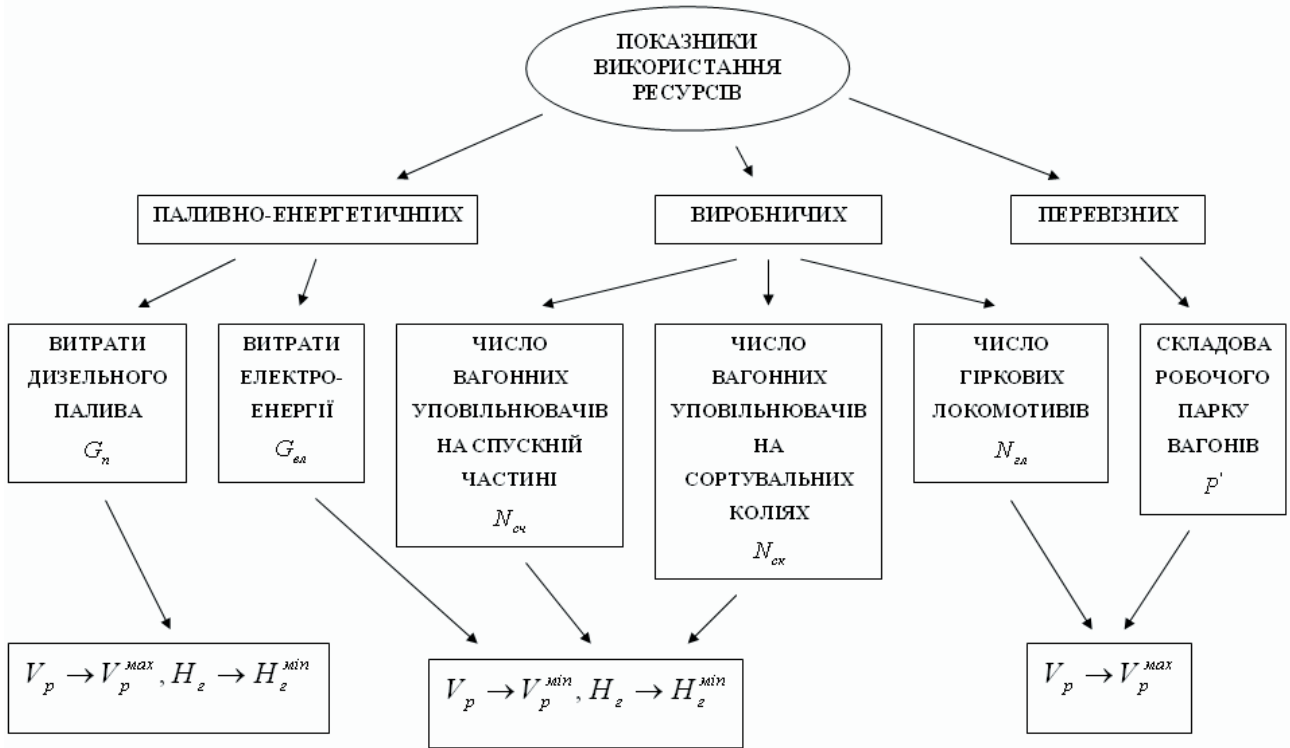 ПОКАЗНИКИ
ВИКОРИСТАННЯ
РЕСУРСІВ
ПАЛИВНО-ЕНЕРГЕТИЧНІИХ
ВИРОБНИЧИХ
ПЕРЕВІЗНИХ
ВИТРАТИ
ДИЗЕЛЬНОГО
ПАЛИВА
G_п
ВИТРАТИ
ЕЛЕКТРО-
ЕНЕРГІЇ
G_ел
ЧИСЛО
ВАГОННИХ
УПОВІЛЬНЮВАЧІВ
НА СПУСКНІЙ
ЧАСТИНІ
N_сч
ЧИСЛО
ВАГОННИХ
УПОВІЛЬНЮВАЧІВ
НА
СОРТУВАЛЬНИХ
КОЛІЯХ
N_ск
ЧИСЛО
ГІРКОВИХ
ЛОКОМОТИВІВ
N_гл
СКЛАДОВА
РОБОЧОГО
ПАРКУ
ВАГОНІВ
P'
V_р → V_р^мах, H_г → H_г^мін
V_р → V_р^мін, H_г → H_г^мін
V_р → V_р^мах